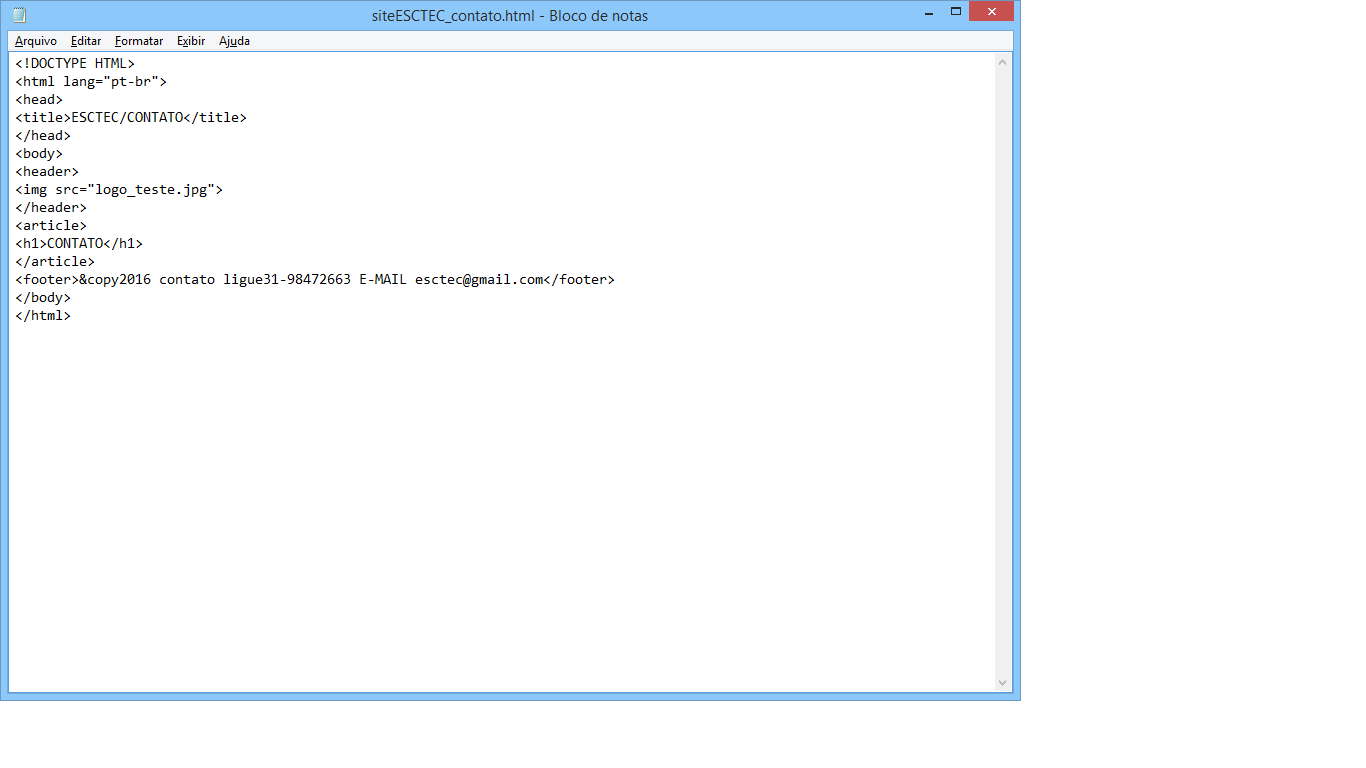 siteESCTEC_contato.html - Bloco de notas
Arquivo Editar Formatar Exibir Ajuda
<!DOCTYPE HTML>
<html lang="pt-br">
<head>
<title>ESCTEC/CONTATO</title>
</head>
<body>
<header>
<img src="logo_teste.jpg">
</header>
<article>
<h1>CONTATO</h1>
</article>
<footer>&copy2016 contato ligue31-98472663 E-MAIL esctec@gmail.com</footer>
</body>
</html>